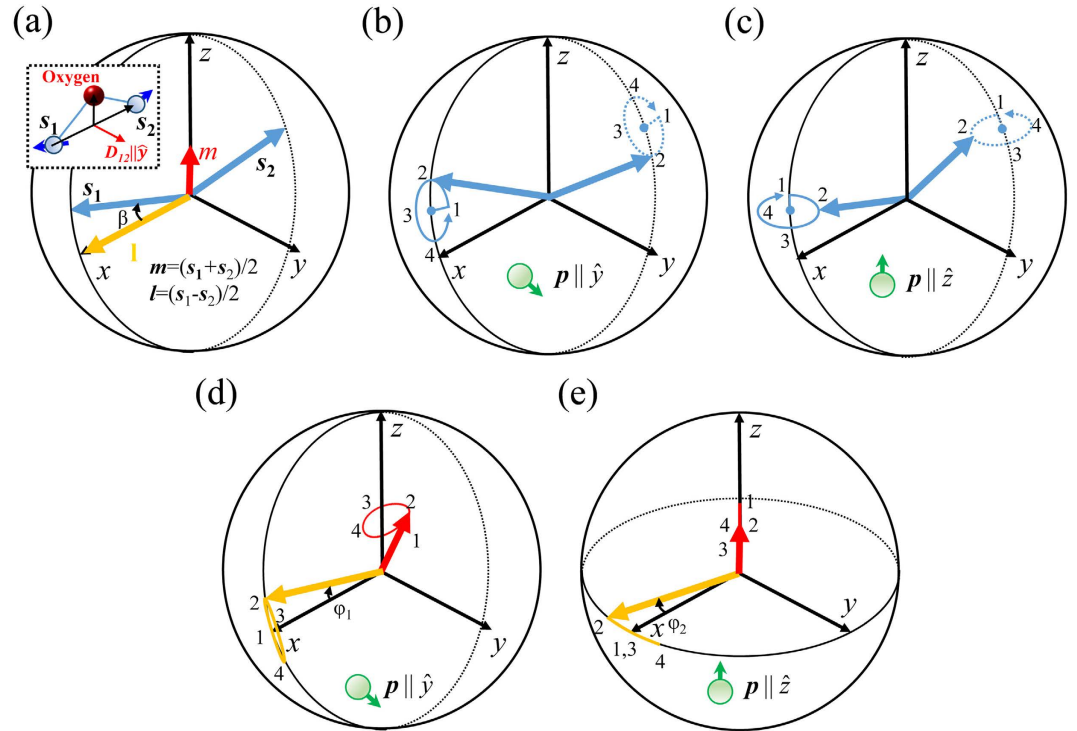 (a)
z
Oxygen
s1
s2
D12||ŷ
m
s2
s1
β
l
x
y
m=(s1+s2)/2
l=(s1-s2)/2
(b)
z
4
1
3
2
2
3
1
4
x
y
p || ŷ
(c)
z
1
2
4
3
1
2
4
3
x
y
p || ẑ
(d)
z
3
2
4
1
2
φ1
3
1
x
4
y
p || ŷ
(e)
z
1
4
2
3
y
2
x
φ2
1,3
4
p || ẑ